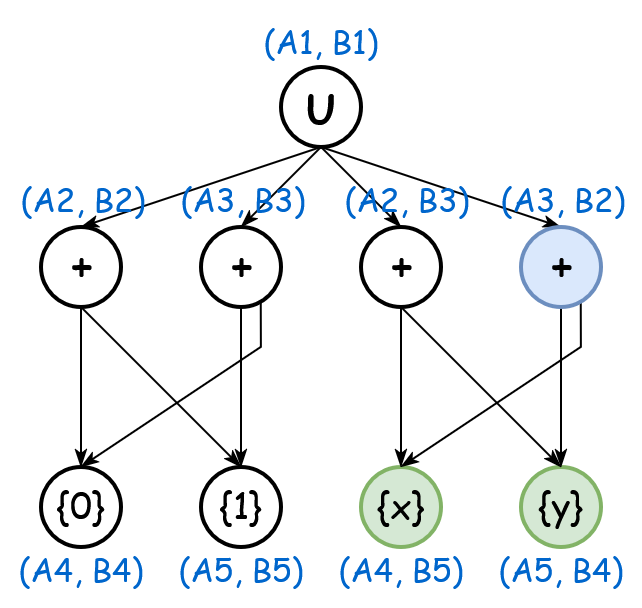 (A1, B1)
U
(A2, B2) (A3, B3) (A2, B3) (A3, B2)
+ + + +
{0} {1} {x} {y}
(A4, B4) (A5, B5) (A4, B5) (A5, B4)